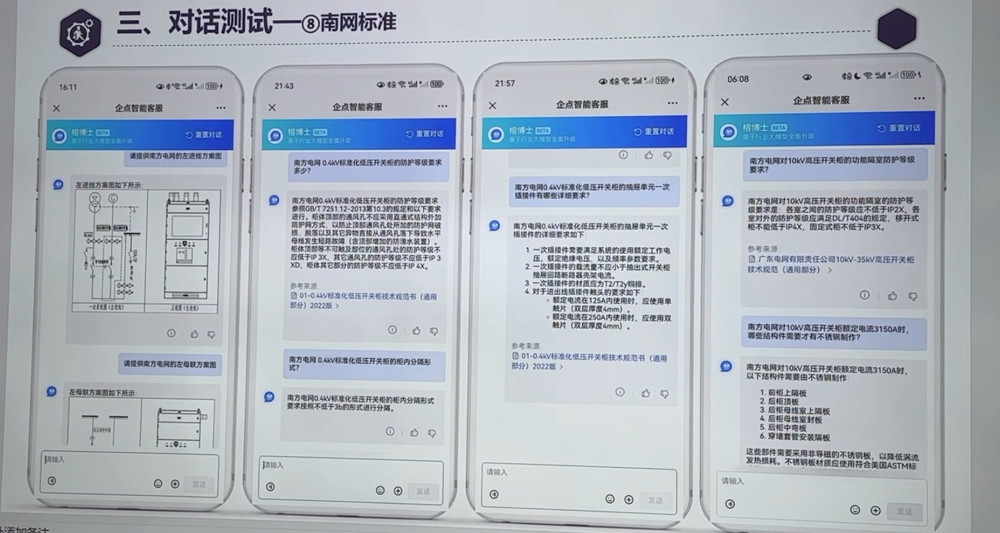 三、对话测试—⑧南网标准
16:11
100
企点智能客服
榕博士 BETA
基于行业大模型全面升级
重置对话
请提供南方电网的左进线方案图
左进线方案图如下所示:
一次系统图《左进线》
正视图《左进线》
请提供南方电网的左母联方案图
左母联方案图如下所示:
请输入
发送
21:43
100
企点智能客服
榕博士 BETA
基于行业大模型全面升级
重置对话
南方电网 0.4kV标准化低压开关柜的防护等级要求
多少?
南方电网0.4kV标准化低压开关柜的防护等级要求
参照GB/T 7251.12-2013第10.3的规定和以下要求
进行。柜体顶部的通风孔不应采用直通式结构外加
防护网方式，以防止顶部通风孔处所加的防护网破
损、脱落以及其它异物直接从通风孔落下导致水平
母线发生短路故障（含顶部增加的防滴水装置）。
柜体顶部等不可触及部位的通风孔处的防护等级不
应低于IP 3X，其它通风孔的防护等级不应低于IP 3
XD，柜体其它部分的防护等级不应低于IP 4X。
参考来源:
01-0.4kV标准化低压开关柜技术规范书（通用
部分）2022版 >
南方电网 0.4kV标准化低压开关柜的柜内分隔形
式?
南方电网0.4kV标准化低压开关柜的柜内分隔形式
要求按照不低于3b的形式进行分隔。
请输入
发送
21:57
100
企点智能客服
榕博士 BETA
基于行业大模型全面升级
重置对话
南方电网0.4kV标准化低压开关柜的抽屉单元一次
插接件有哪些详细要求?
南方电网0.4kV标准化低压开关柜的抽屉单元一次
插接件的详细要求如下:
1. 一次插接件需要满足系统的使用额定工作电
压，额定绝缘电压，以及频率参数要求。
2. 一次插接件的载流量不应小于抽出式开关柜
抽屉回路断路器壳架电流。
3. 一次插接件的材质应为T2/T2y铜排。
4. 对于进出线插接件触头的要求如下:
○ 额定电流在125A内使用时，应使用单
触片（双层厚度4mm）。
○ 额定电流在250A内使用时，应使用双
触片（双层厚度4mm）。
参考来源:
01-0.4kV标准化低压开关柜技术规范书（通用
部分）2022版 >
请输入
发送
06:08
100
企点智能客服
榕博士 BETA
基于行业大模型全面升级
重置对话
南方电网对10kV高压开关柜的功能隔室防护等级
要求?
南方电网对10kV高压开关柜的功能隔室的防护等
级要求是：各室之间的防护等级应不低于IP2X，各
室对外的防护等级应满足DL/T404的规定，移开式
柜不能低于IP4X，固定式柜不低于IP3X。
参考来源:
广东电网有限责任公司10kV-35kV高压开关柜
技术规范（通用部分） >
南方电网对10kV高压开关柜额定电流3150A时，
哪些结构件需要才有不锈钢制作?
南方电网对10kV高压开关柜额定电流3150A时，
以下结构件需要由不锈钢制作:
1. 前柜上隔板
2. 后柜顶板
3. 后柜母线室上隔板
4. 后柜母线室封板
5. 后柜中弯板
6. 穿墙套管安装隔板
这些部件需要采用非导磁的不锈钢板，以降低涡流
发热损耗。不锈钢板材质应使用符合美国ASTM标
请输入
发送
添加备注